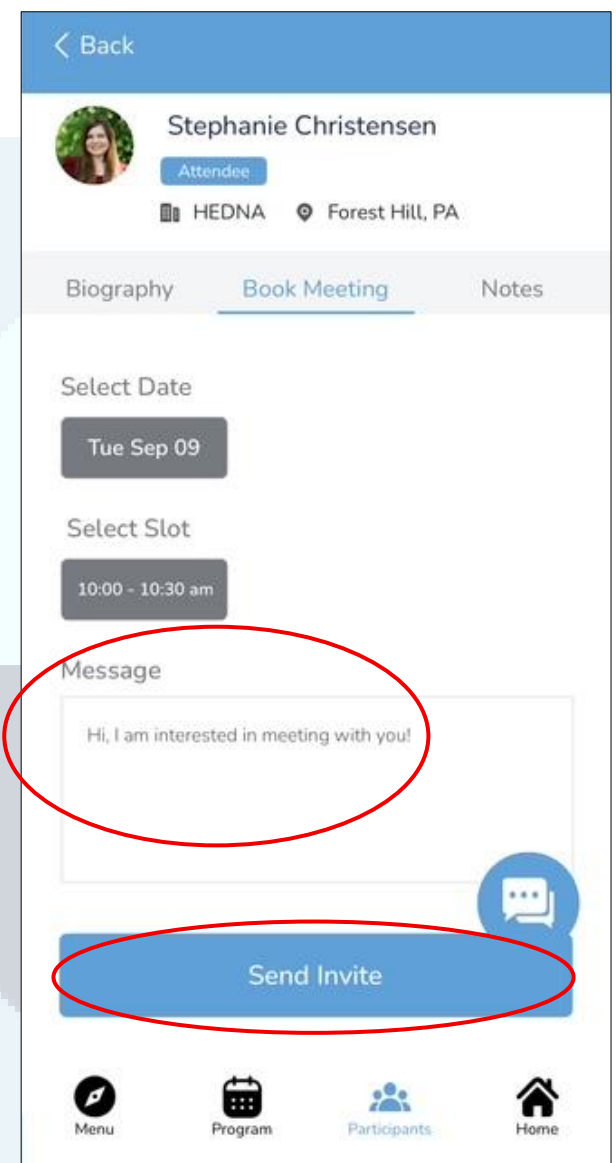 Back
Stephanie Christensen
Attendee
HEDNA Forest Hill, PA
Biography Book Meeting Notes
Select Date
Tue Sep 09
Select Slot
10:00 - 10:30 am
Message
Hi, I am interested in meeting with you!
Send Invite
Menu Program Participants Home